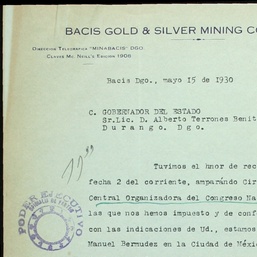 BACIS GOLD & SILVER MINING CO
Direccion Telegrafica "MINABACIS" DGO
Claves Mc. Neill's Edicion 1908
Bacis Dgo., mayo 15 de 1930
C. GOBERNADOR DEL ESTADO
Sr.Lic. D. Alberto Terrones Benit
Durango. Dgo.
Tuvimos el honor de rec
fecha 2 del corriente, amparándo Cir
Central Organizadora del Congreso Na
las que nos hemos impuesto y de conf
con las indicaciones de Ud., estamos
Manuel Bermudes en la Ciudad de Méxic
PODER EJECUTIVO